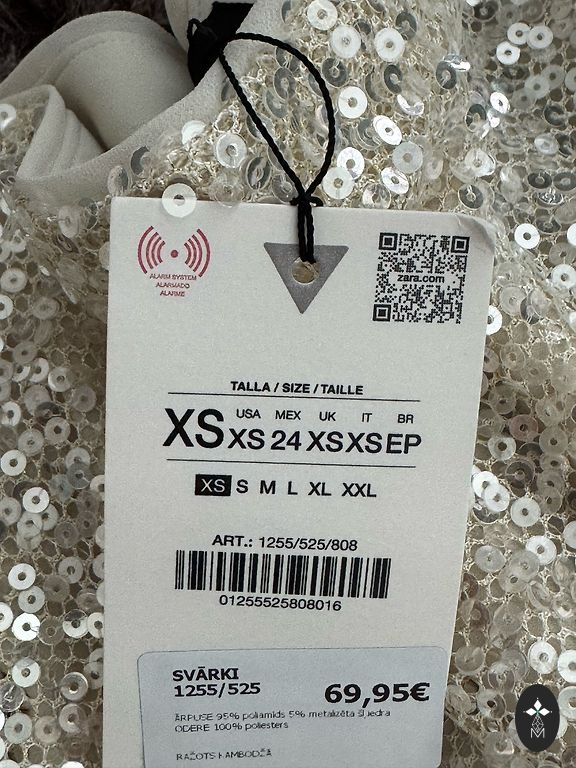 ALARM SYSTEM
ALARMADO
ALARME
zara.com
TALLA / SIZE / TAILLE
USA MEX UK IT BR
XS XS 24 XS XS EP
XS S M L XL XXL
ART.: 1255/525/808
01255525808016
SVĀRKI
1255/525 69,95€
ĀRPUSE 95% poliamīds 5% metalizēta šķiedra
ODERE 100% poliesters
RAŽOTS KAMBODŽĀ
M